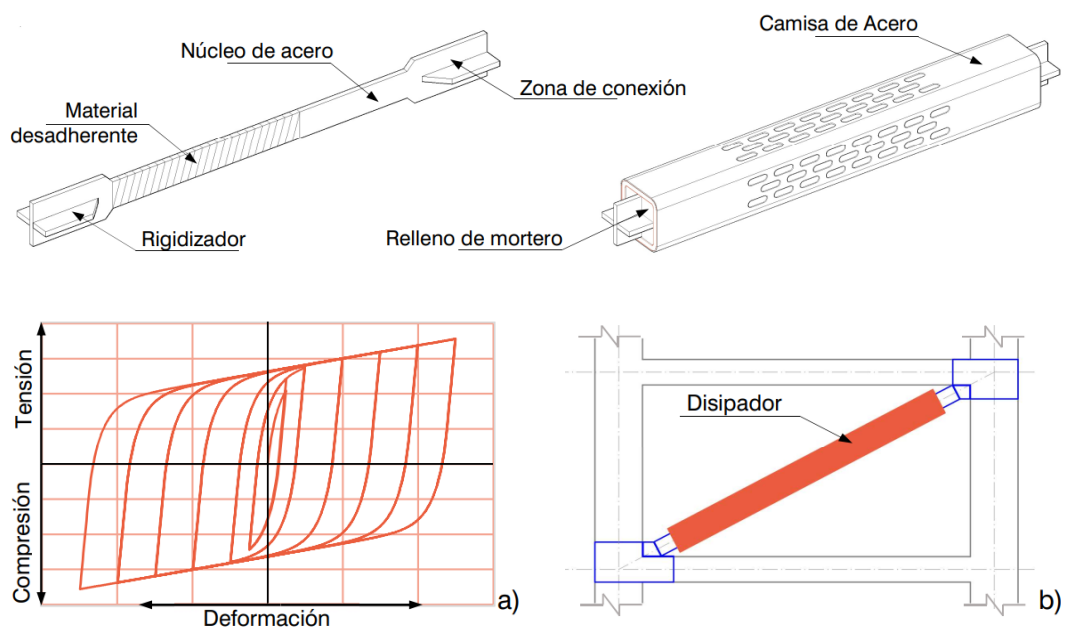 Núcleo de acero
Camisa de Acero
Zona de conexión
Material
desadherente
Rigidizador
Relleno de mortero
Tensión
Compresión
Deformación
a)
Disipador
b)